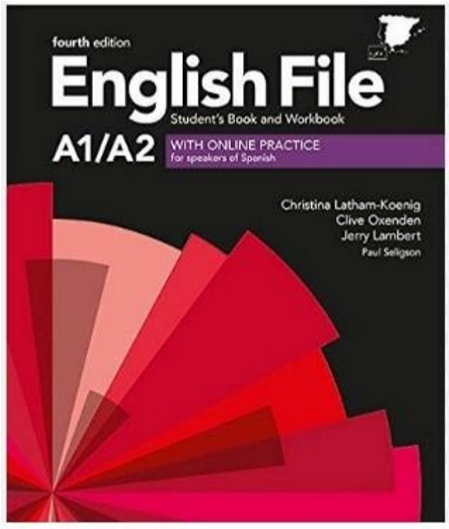 fourth edition
English File
Student's Book and Workbook
A1/A2
WITH ONLINE PRACTICE
for speakers of Spanish
Christina Latham-Koenig
Clive Oxenden
Jerry Lambert
Paul Seligson